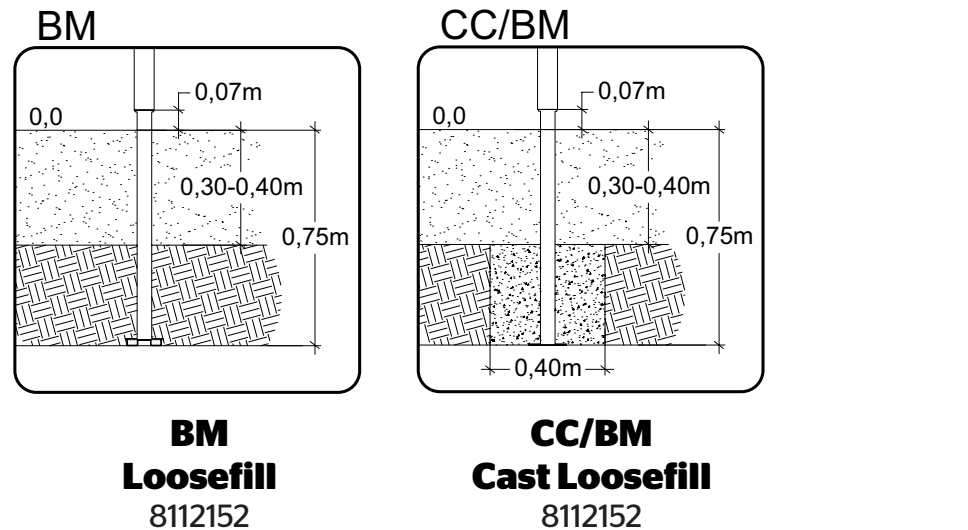 BM
0,07m
0,0
0,30-0,40m
0,75m
BM
Loosefill
8112152
CC/BM
0,07m
0,0
0,30-0,40m
0,75m
0,40m
CC/BM
Cast Loosefill
8112152